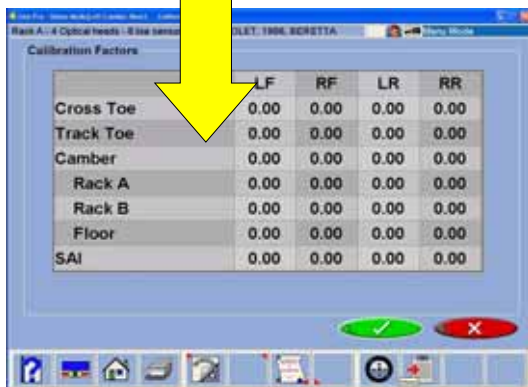 Rack A - 4 Optical heads - 8 toe sensor OLET, 1996, BERETTA Menu Mode
Calibration Factors
LF RF LR RR
Cross Toe 0.00 0.00 0.00 0.00
Track Toe 0.00 0.00 0.00 0.00
Camber 0.00 0.00 0.00 0.00
Rack A 0.00 0.00 0.00 0.00
Rack B 0.00 0.00 0.00 0.00
Floor 0.00 0.00 0.00 0.00
SAI 0.00 0.00 0.00 0.00